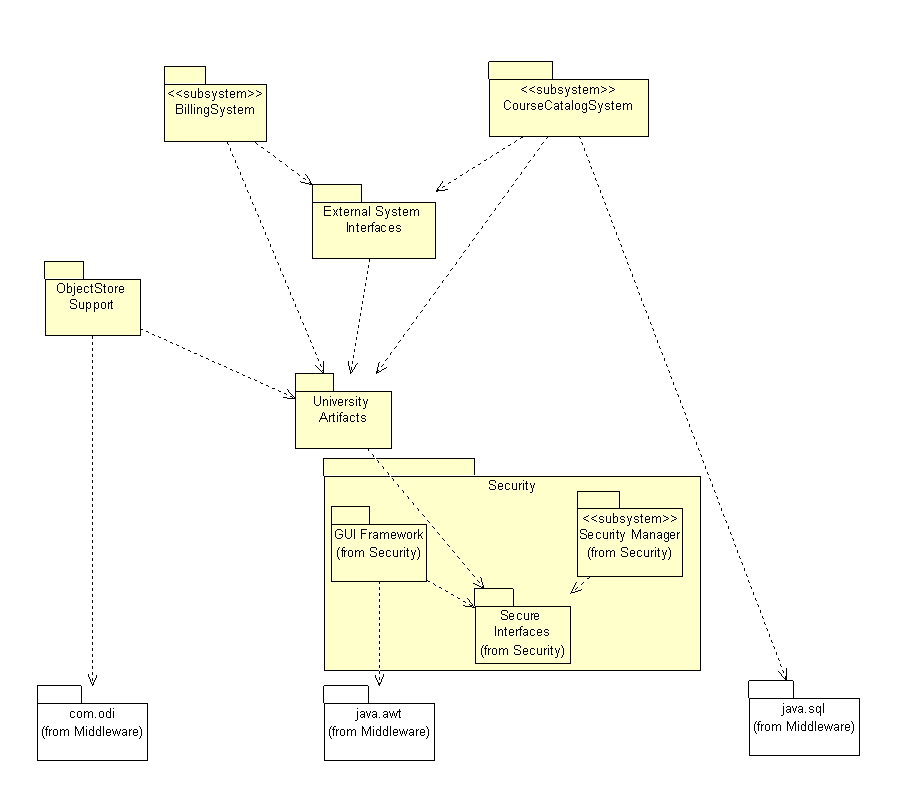 <<subsystem>>
BillingSystem
<<subsystem>>
CourseCatalogSystem
External System
Interfaces
ObjectStore
Support
University
Artifacts
Security
GUI Framework
(from Security)
<<subsystem>>
Security Manager
(from Security)
Secure
Interfaces
(from Security)
com.odi
(from Middleware)
java.awt
(from Middleware)
java.sql
(from Middleware)